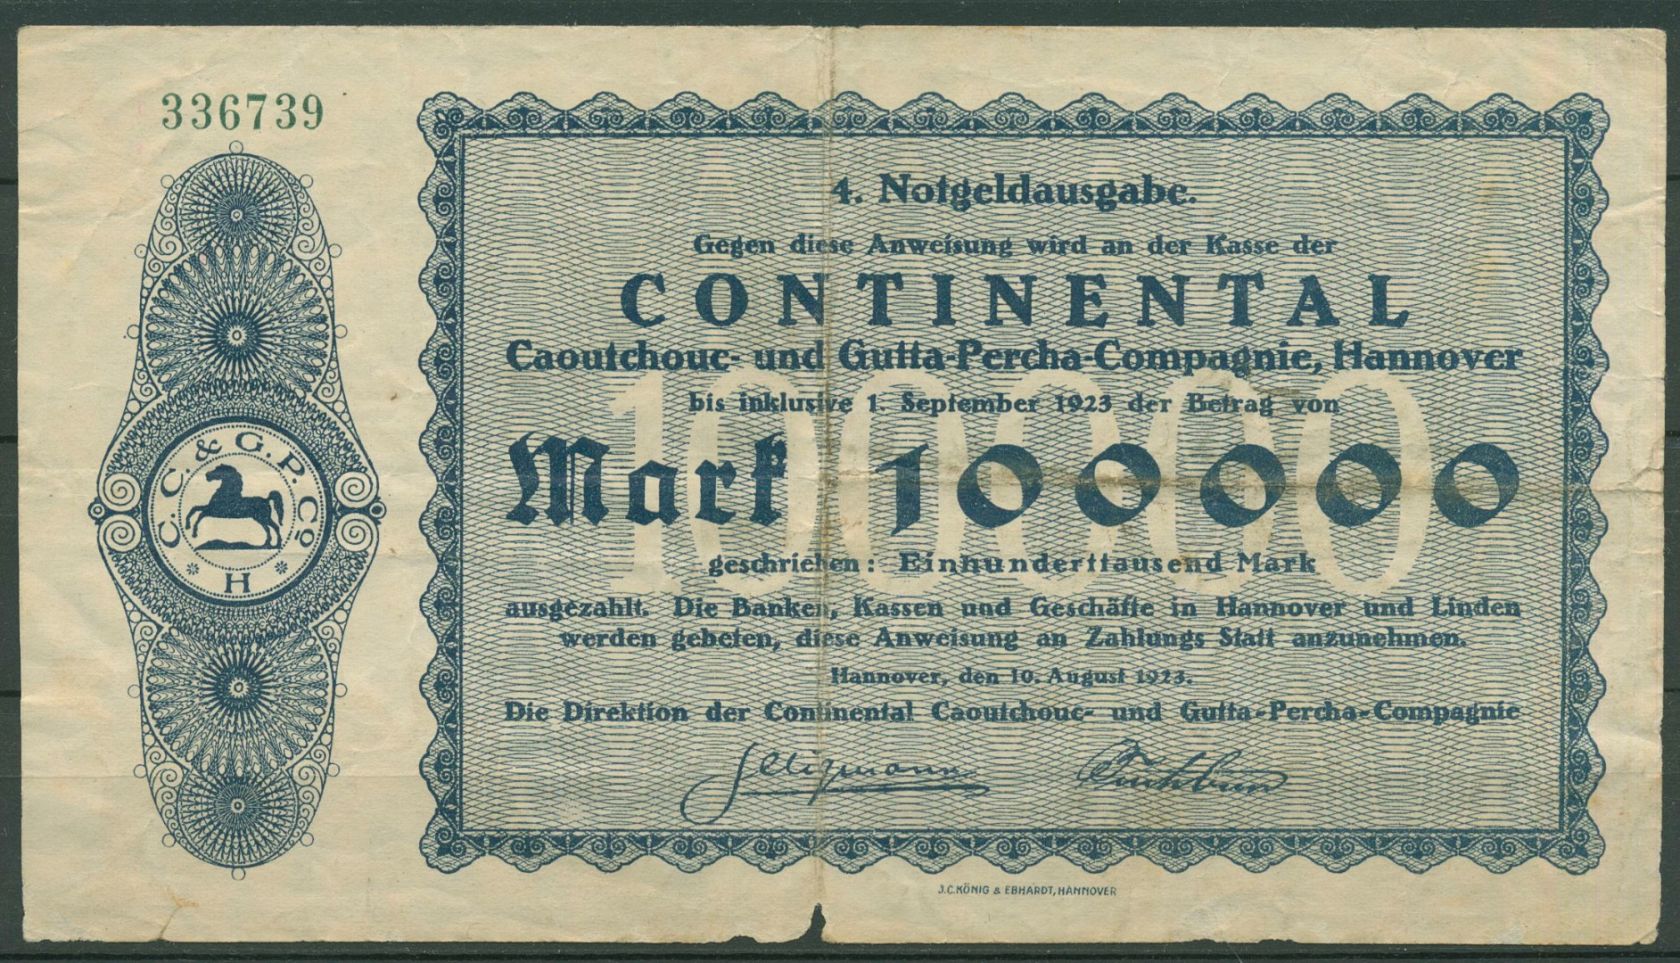 336739
4. Notgeldausgabe.
Gegen diese Anweisung wird an der Kasse der
CONTINENTAL
Caoutchouc- und Gutta-Percha-Compagnie, Hannover
bis inklusive 1. September 1923 der Betrag von
100000
Mark 100000
geschrieben: Einhunderttausend Mark
ausgezahlt. Die Banken, Kassen und Geschäfte in Hannover und Linden
werden gebeten, diese Anweisung an Zahlungs Statt anzunehmen.
Hannover, den 10. August 1923.
Die Direktion der Continental Caoutchouc- und Gutta-Percha-Compagnie
C. C. & G. P. Co
H
J.C.KÖNIG & EBHARDT, HANNOVER